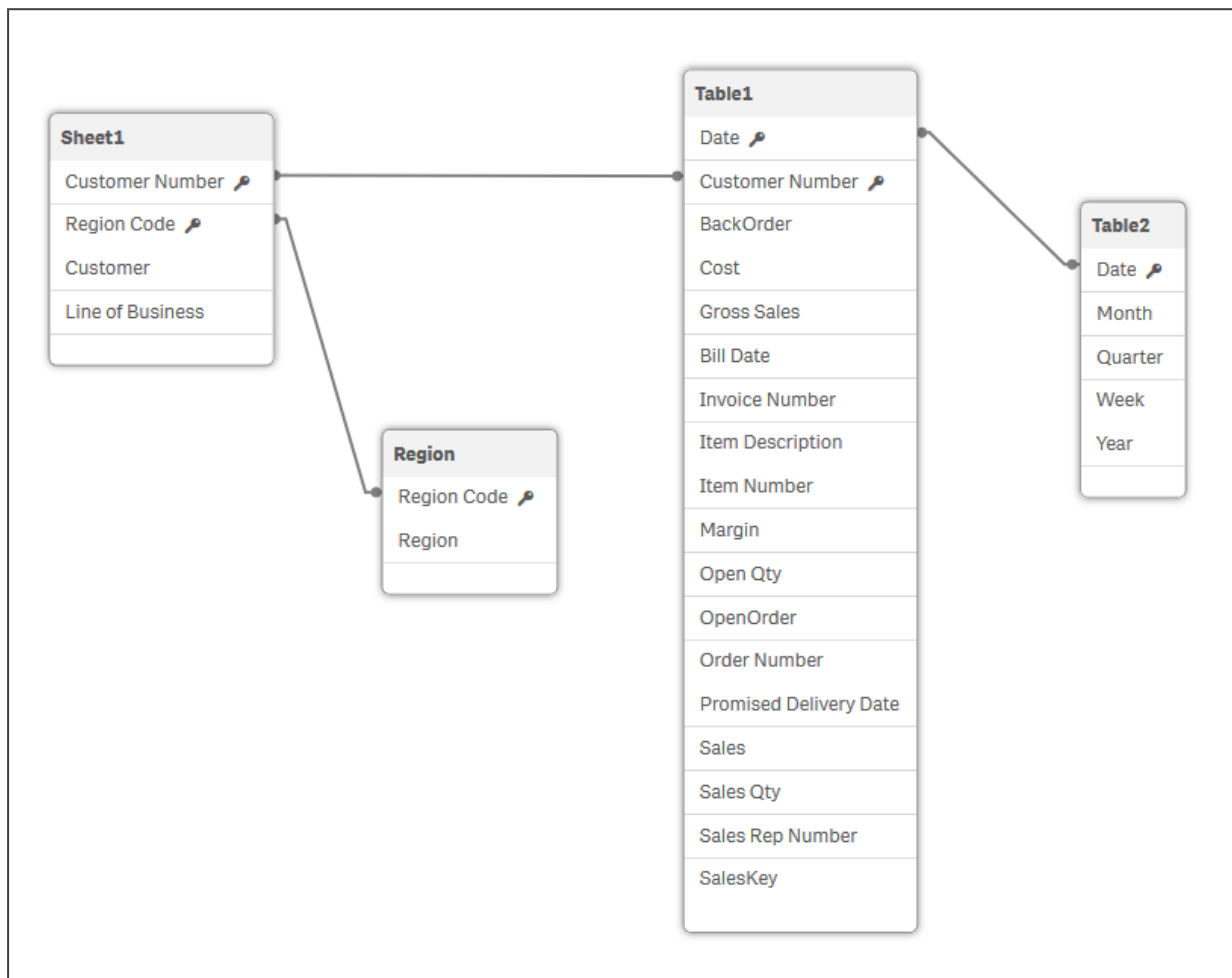 Sheet1
Customer Number
Region Code
Customer
Line of Business
Region
Region Code
Region
Table1
Date
Customer Number
BackOrder
Cost
Gross Sales
Bill Date
Invoice Number
Item Description
Item Number
Margin
Open Qty
OpenOrder
Order Number
Promised Delivery Date
Sales
Sales Qty
Sales Rep Number
SalesKey
Table2
Date
Month
Quarter
Week
Year